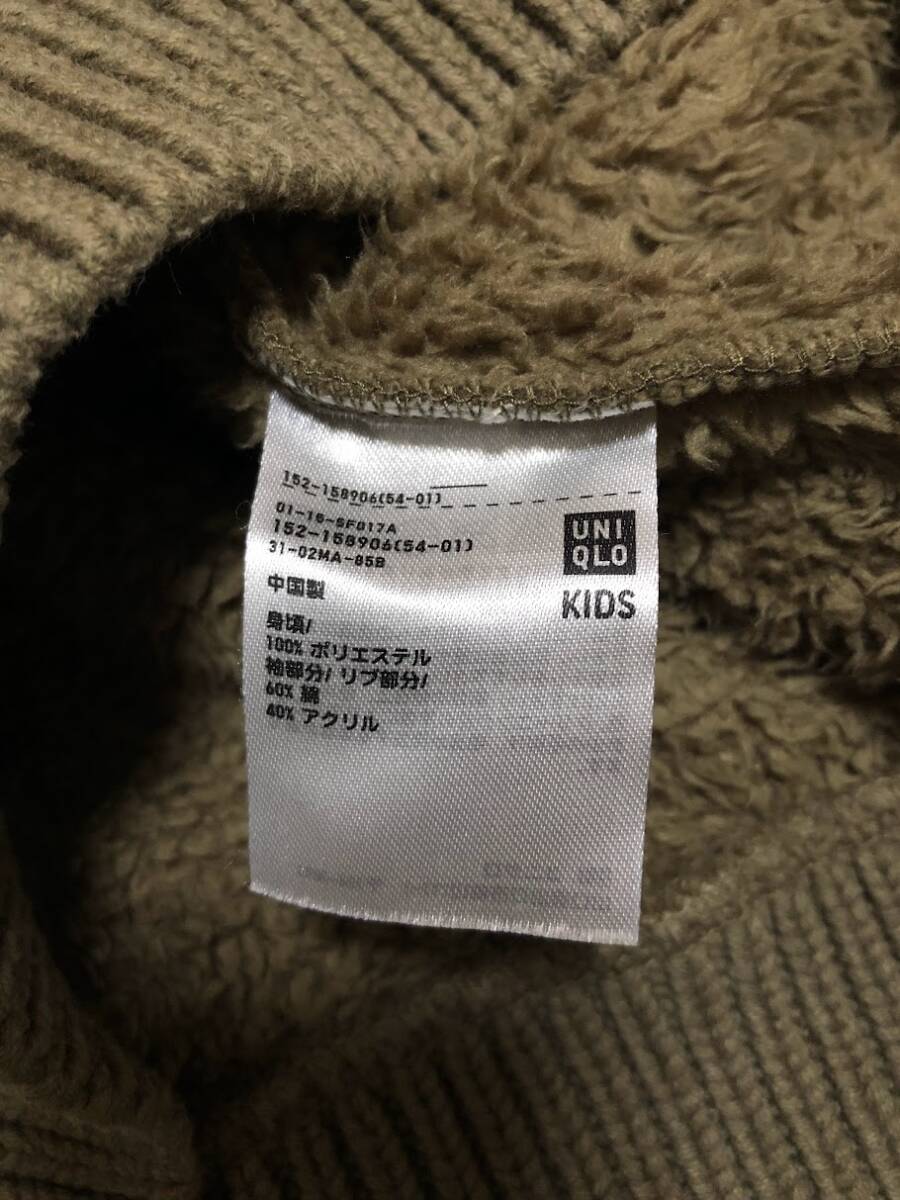 152-158906(54-01)
01-15-SF017A
152-158906(54-01)
31-02MA-85B
UNI
QLO
KIDS
中国製
身頃/
100% ポリエステル
袖部分/ リブ部分/
60% 綿
40% アクリル